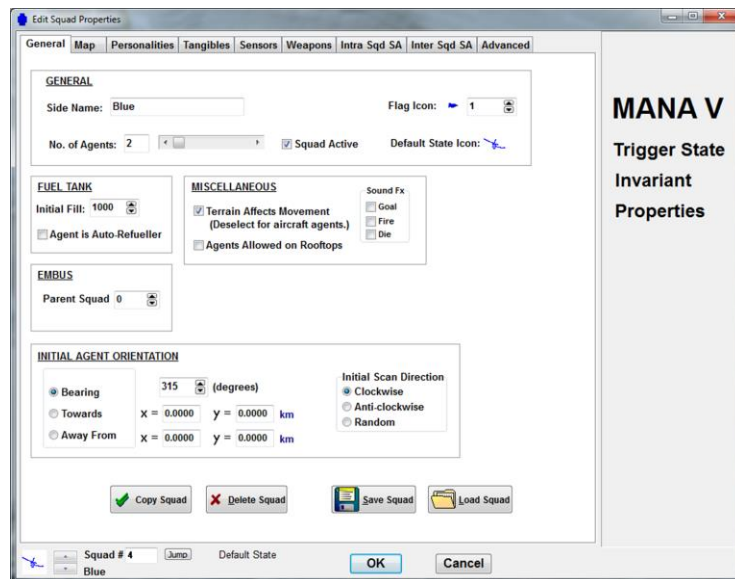 Edit Squad Properties
General Map Personalities Tangibles Sensors Weapons Intra Sqd SA Inter Sqd SA Advanced
GENERAL
Side Name: Blue Flag Icon: 1
No. of Agents: 2 Squad Active Default State Icon:
MANA V
Trigger State
Invariant
Properties
FUEL TANK
Initial Fill: 1000
Agent is Auto-Refueller
MISCELLANEOUS
Terrain Affects Movement
(Deselect for aircraft agents.)
Agents Allowed on Rooftops
Sound Fx
Goal
Fire
Die
EMBUS
Parent Squad 0
INITIAL AGENT ORIENTATION
Bearing 315 (degrees)
Towards x = 0.0000 y = 0.0000 km
Away From x = 0.0000 y = 0.0000 km
Initial Scan Direction
Clockwise
Anti-clockwise
Random
Copy Squad Delete Squad Save Squad Load Squad
Squad # 4 Jump Default State
Blue
OK Cancel